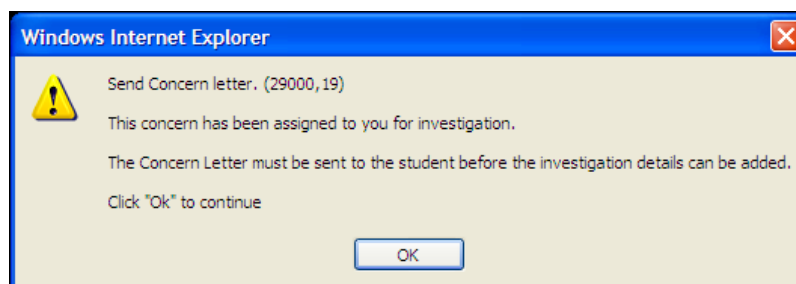 Windows Internet Explorer
Send Concern letter. (29000,19)
This concern has been assigned to you for investigation.
The Concern Letter must be sent to the student before the investigation details can be added.
Click "Ok" to continue
OK